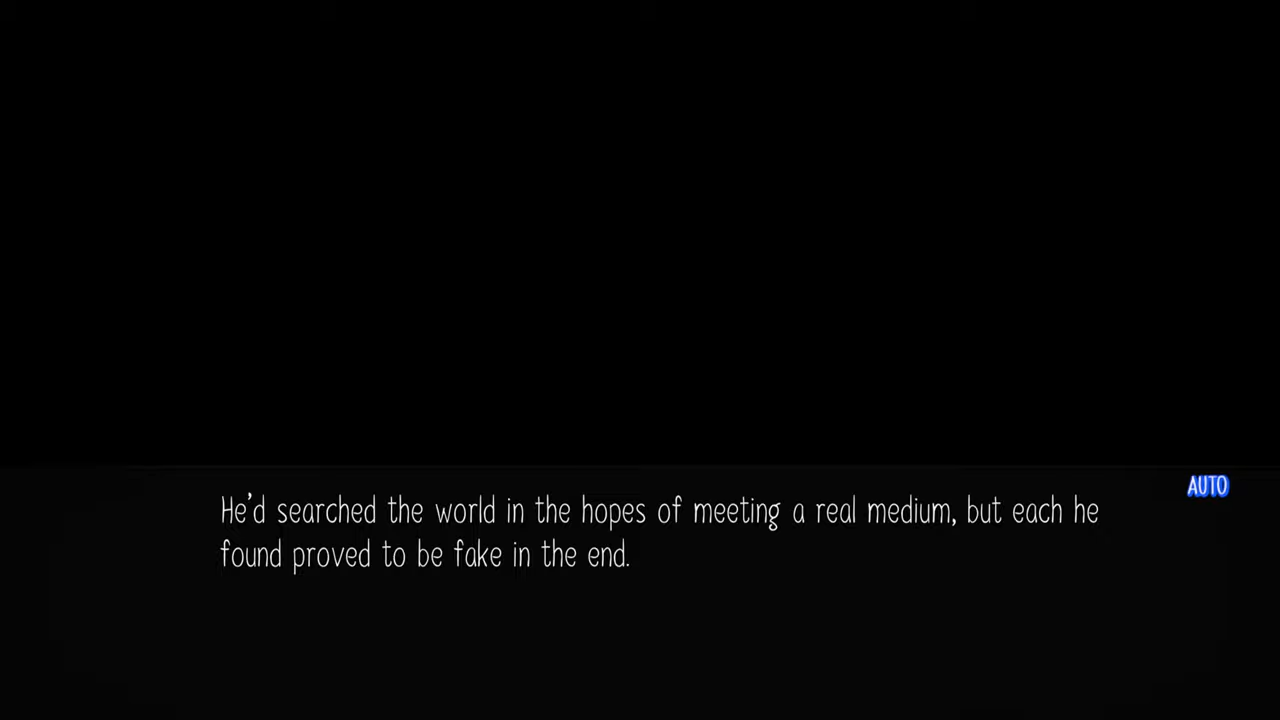 AUTO
He'd searched the world in the hopes of meeting a real medium, but each he
found proved to be fake in the end.